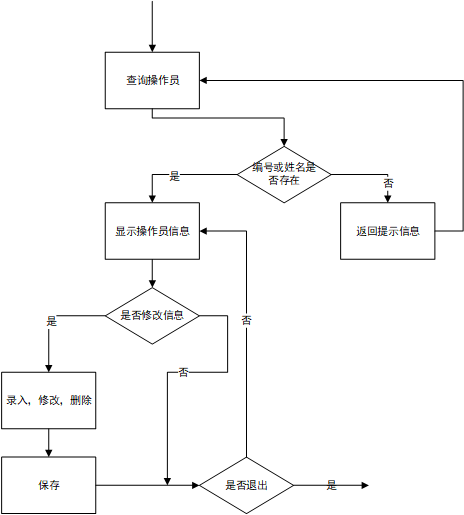 查询操作员
编号或姓名是
否存在
是
否
显示操作员信息
返回提示信息
是否修改信息
是
否
否
录入，修改，删除
保存
是否退出
是